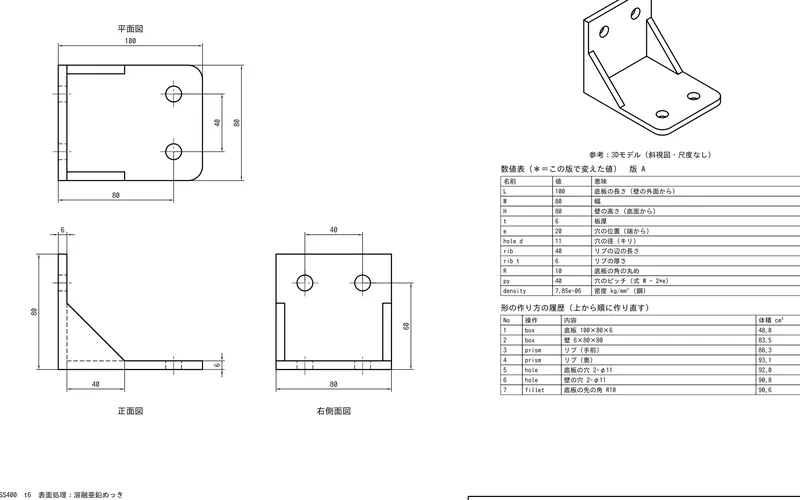 平面図
100
40
80
80
6
80
40
6
正面図
40
60
80
右側面図
参考：3Dモデル（斜視図・尺度なし）
数値表（＊＝この版で変えた値） 版 A
名前 値 意味
L 100 底板の長さ（壁の外面から）
W 80 幅
H 80 壁の高さ（底面から）
t 6 板厚
e 20 穴の位置（端から）
hole_d 11 穴の径（キリ）
rib 40 リブの辺の長さ
rib_t 6 リブの厚さ
R 10 底板の角の丸め
py 40 穴のピッチ（式 W - 2*e）
density 7.85e-06 密度 kg/mm³（鋼）
形の作り方の履歴（上から順に作り直す）
No 操作 内容 体積 cm³
1 box 底板 100×80×6 48.0
2 box 壁 6×80×80 83.5
3 prism リブ（手前） 88.3
4 prism リブ（奥） 93.1
5 hole 底板の穴 2-φ11 92.0
6 hole 壁の穴 2-φ11 90.8
7 fillet 底板の先の角 R10 90.6
SS400 t6 表面処理：溶融亜鉛めっき